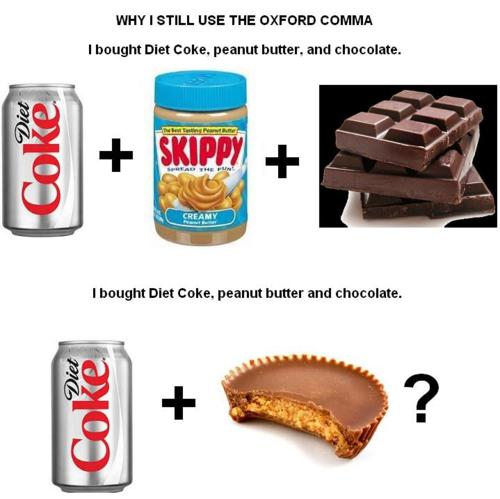 WHY I STILL USE THE OXFORD COMMA
I bought Diet Coke, peanut butter, and chocolate.
Diet
Coke
+
The Best Tasting Peanut Butter
SKIPPY
SPREAD THE FUN!
CREAMY
Peanut Butter
+
I bought Diet Coke, peanut butter and chocolate.
Diet
Coke
+
?